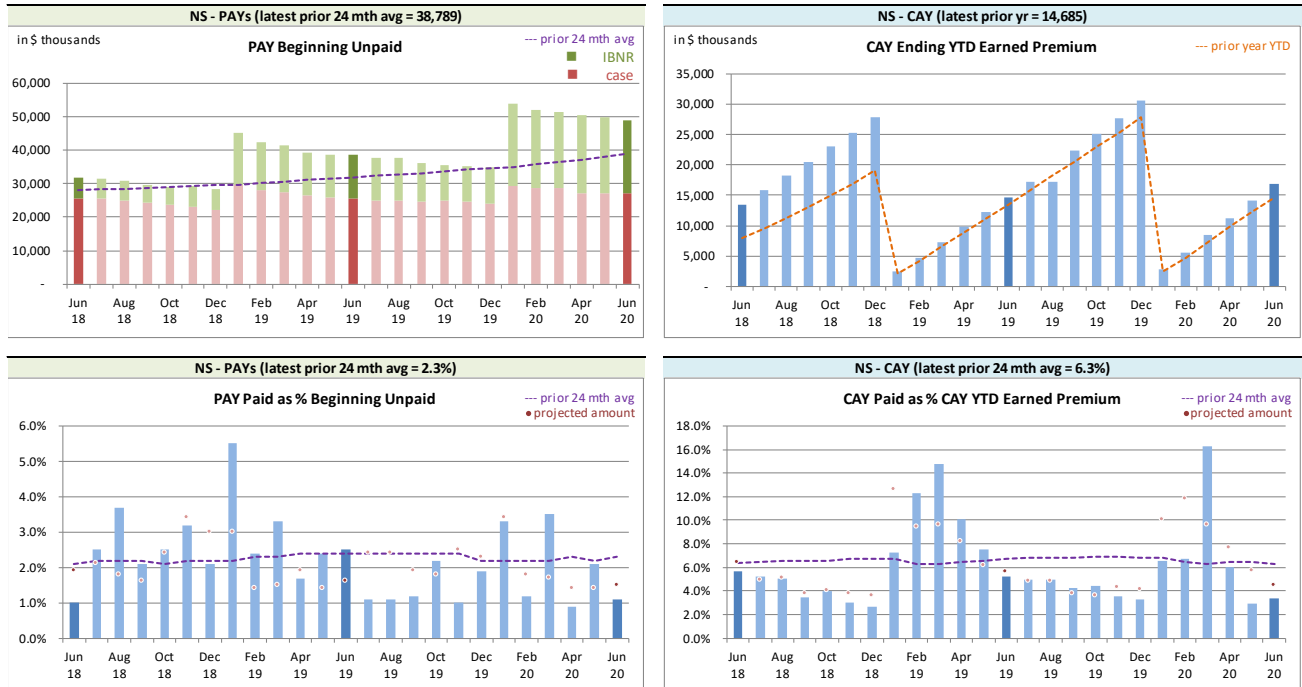 NS - PAYs (latest prior 24 mth avg = 38,789)
in $ thousands
PAY Beginning Unpaid
--- prior 24 mth avg
IBNR
case
60,000
50,000
40,000
30,000
20,000
10,000
-
Jun Aug Oct Dec Feb Apr Jun Aug Oct Dec Feb Apr Jun
18 18 18 18 19 19 19 19 19 19 20 20 20
NS - CAY (latest prior yr = 14,685)
in $ thousands
CAY Ending YTD Earned Premium
--- prior year YTD
35,000
30,000
25,000
20,000
15,000
10,000
5,000
-
Jun Aug Oct Dec Feb Apr Jun Aug Oct Dec Feb Apr Jun
18 18 18 18 19 19 19 19 19 19 20 20 20
NS - PAYs (latest prior 24 mth avg = 2.3%)
PAY Paid as % Beginning Unpaid
--- prior 24 mth avg
•projected amount
6.0%
5.0%
4.0%
3.0%
2.0%
1.0%
0.0%
Jun Aug Oct Dec Feb Apr Jun Aug Oct Dec Feb Apr Jun
18 18 18 18 19 19 19 19 19 19 20 20 20
NS - CAY (latest prior 24 mth avg = 6.3%)
CAY Paid as % CAY YTD Earned Premium
--- prior 24 mth avg
•projected amount
18.0%
16.0%
14.0%
12.0%
10.0%
8.0%
6.0%
4.0%
2.0%
0.0%
Jun Aug Oct Dec Feb Apr Jun Aug Oct Dec Feb Apr Jun
18 18 18 18 19 19 19 19 19 19 20 20 20